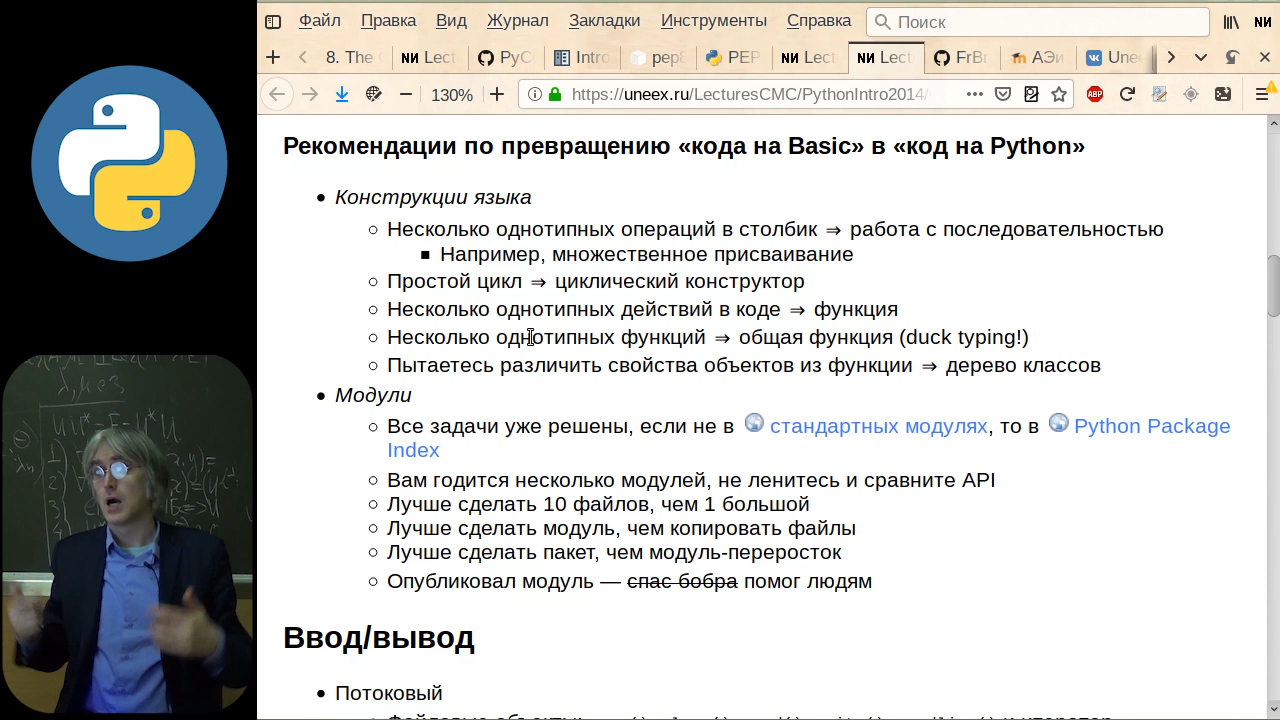 Файл Правка Вид Журнал Закладки Инструменты Справка Поиск
8. The Lect PyC Intro pep8 PEP Lect Lect FrBr АЭи Unee
130% https://uneex.ru/LecturesCMC/PythonIntro2014/
ABP
Рекомендации по превращению «кода на Basic» в «код на Python»
• Конструкции языка
Несколько однотипных операций в столбик ⇒ работа с последовательностью
Например, множественное присваивание
Простой цикл ⇒ циклический конструктор
Несколько однотипных действий в коде ⇒ функция
Несколько однотипных функций ⇒ общая функция (duck typing!)
Пытаетесь различить свойства объектов из функции ⇒ дерево классов
• Модули
Все задачи уже решены, если не в стандартных модулях, то в Python Package
Index
Вам годится несколько модулей, не ленитесь и сравните API
Лучше сделать 10 файлов, чем 1 большой
Лучше сделать модуль, чем копировать файлы
Лучше сделать пакет, чем модуль-переросток
Опубликовал модуль — спас бобра помог людям
Ввод/вывод
• Потоковый